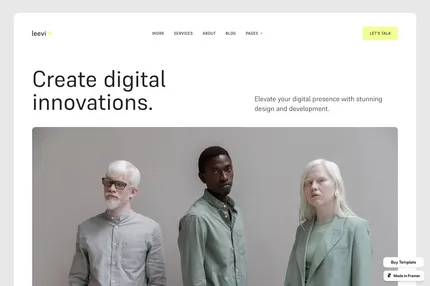 leevi
WORK SERVICES ABOUT BLOG PAGES
LET'S TALK
Create digital
innovations.
Elevate your digital presence with stunning
design and development.
Buy Template
Made in Framer